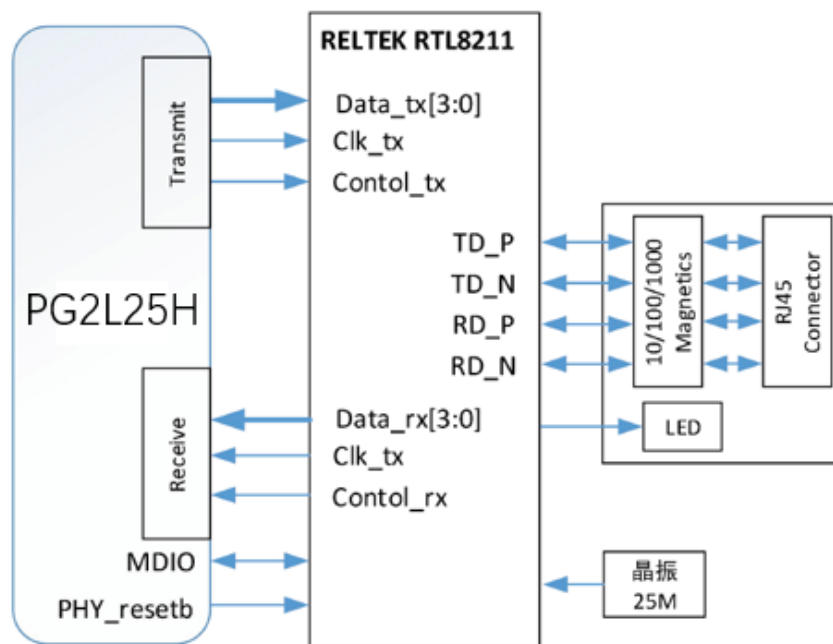 RELTEK RTL8211
Transmit
Data_tx[3:0]
Clk_tx
Contol_tx
PG2L25H
TD_P
TD_N
RD_P
RD_N
10/100/1000
Magnetics
RJ45
Connector
LED
Receive
Data_rx[3:0]
Clk_tx
Contol_rx
MDIO
PHY_resetb
晶振
25M